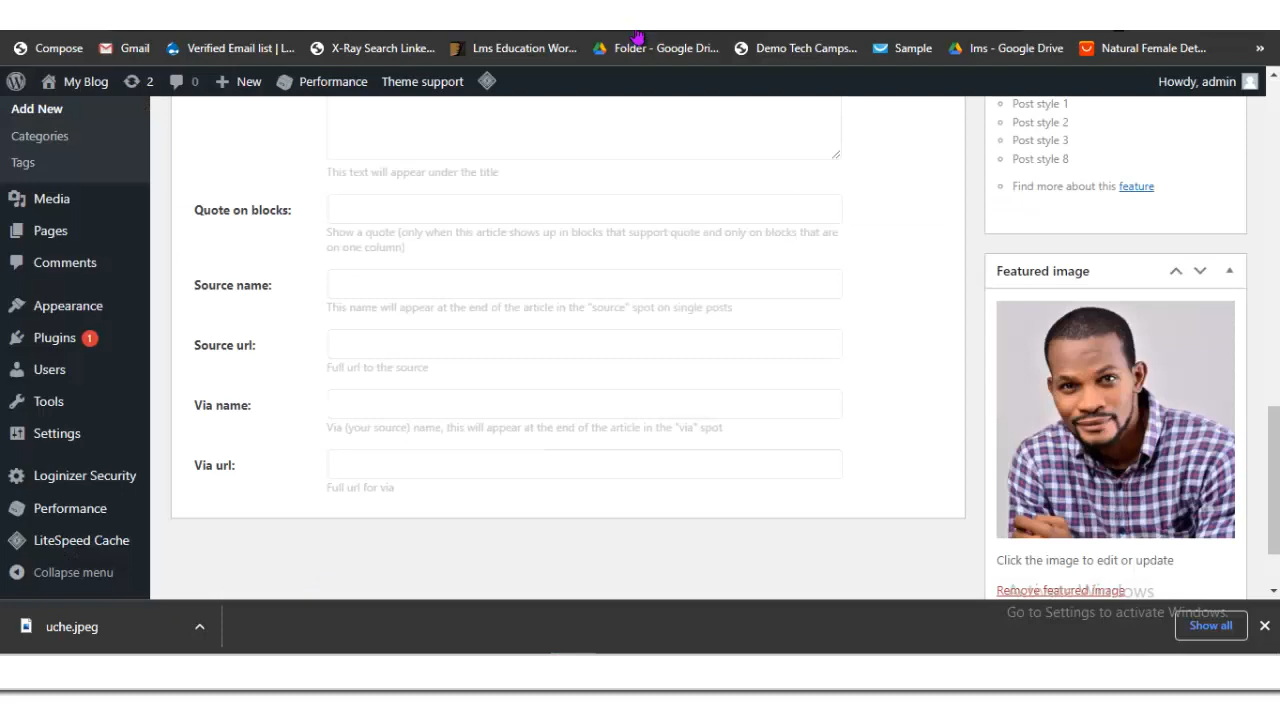 Compose
Gmail
Verified Email list | L...
X-Ray Search Linke...
Lms Education Wor...
Folder - Google Dri...
Demo Tech Camps...
Sample
lms - Google Drive
Natural Female Det...
»
My Blog
2
0
New
Performance
Theme support
Howdy, admin
Add New
Categories
Tags
Media
Pages
Comments
Appearance
Plugins 1
Users
Tools
Settings
Loginizer Security
Performance
LiteSpeed Cache
Collapse menu
This text will appear under the title
Quote on blocks:
Show a quote (only when this article shows up in blocks that support quote and only on blocks that are
on one column)
Source name:
This name will appear at the end of the article in the "source" spot on single posts
Source url:
Full url to the source
Via name:
Via (your source) name, this will appear at the end of the article in the "via" spot
Via url:
Full url for via
Post style 1
Post style 2
Post style 3
Post style 8
Find more about this feature
Featured image
Click the image to edit or update
Remove featured image
Activate Windows
Go to Settings to activate Windows.
uche.jpeg
Show all